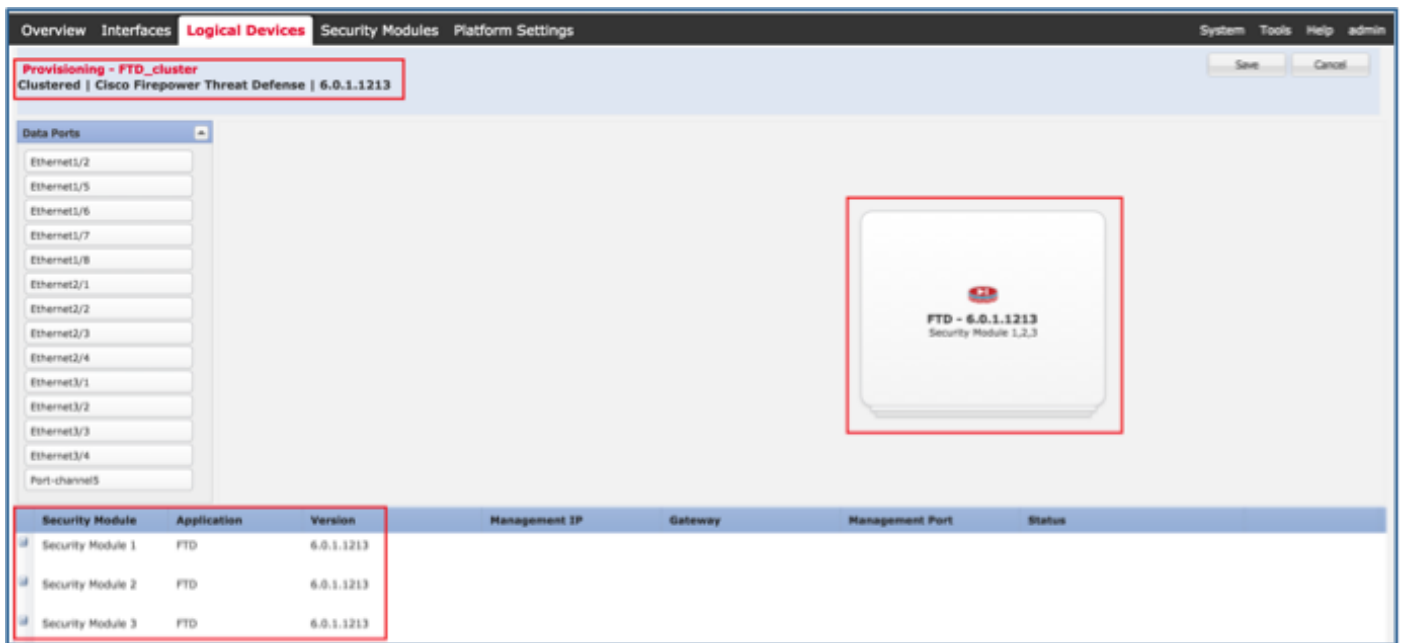 Overview Interfaces Logical Devices Security Modules Platform Settings System Tools Help admin
Provisioning - FTD_cluster
Clustered | Cisco Firepower Threat Defense | 6.0.1.1213
Save Cancel
Data Ports
Ethernet1/2
Ethernet1/5
Ethernet1/6
Ethernet1/7
Ethernet1/8
Ethernet2/1
Ethernet2/2
Ethernet2/3
Ethernet2/4
Ethernet3/1
Ethernet3/2
Ethernet3/3
Ethernet3/4
Port-channel5
FTD - 6.0.1.1213
Security Module 1,2,3
Security Module Application Version Management IP Gateway Management Port Status
Security Module 1 FTD 6.0.1.1213
Security Module 2 FTD 6.0.1.1213
Security Module 3 FTD 6.0.1.1213